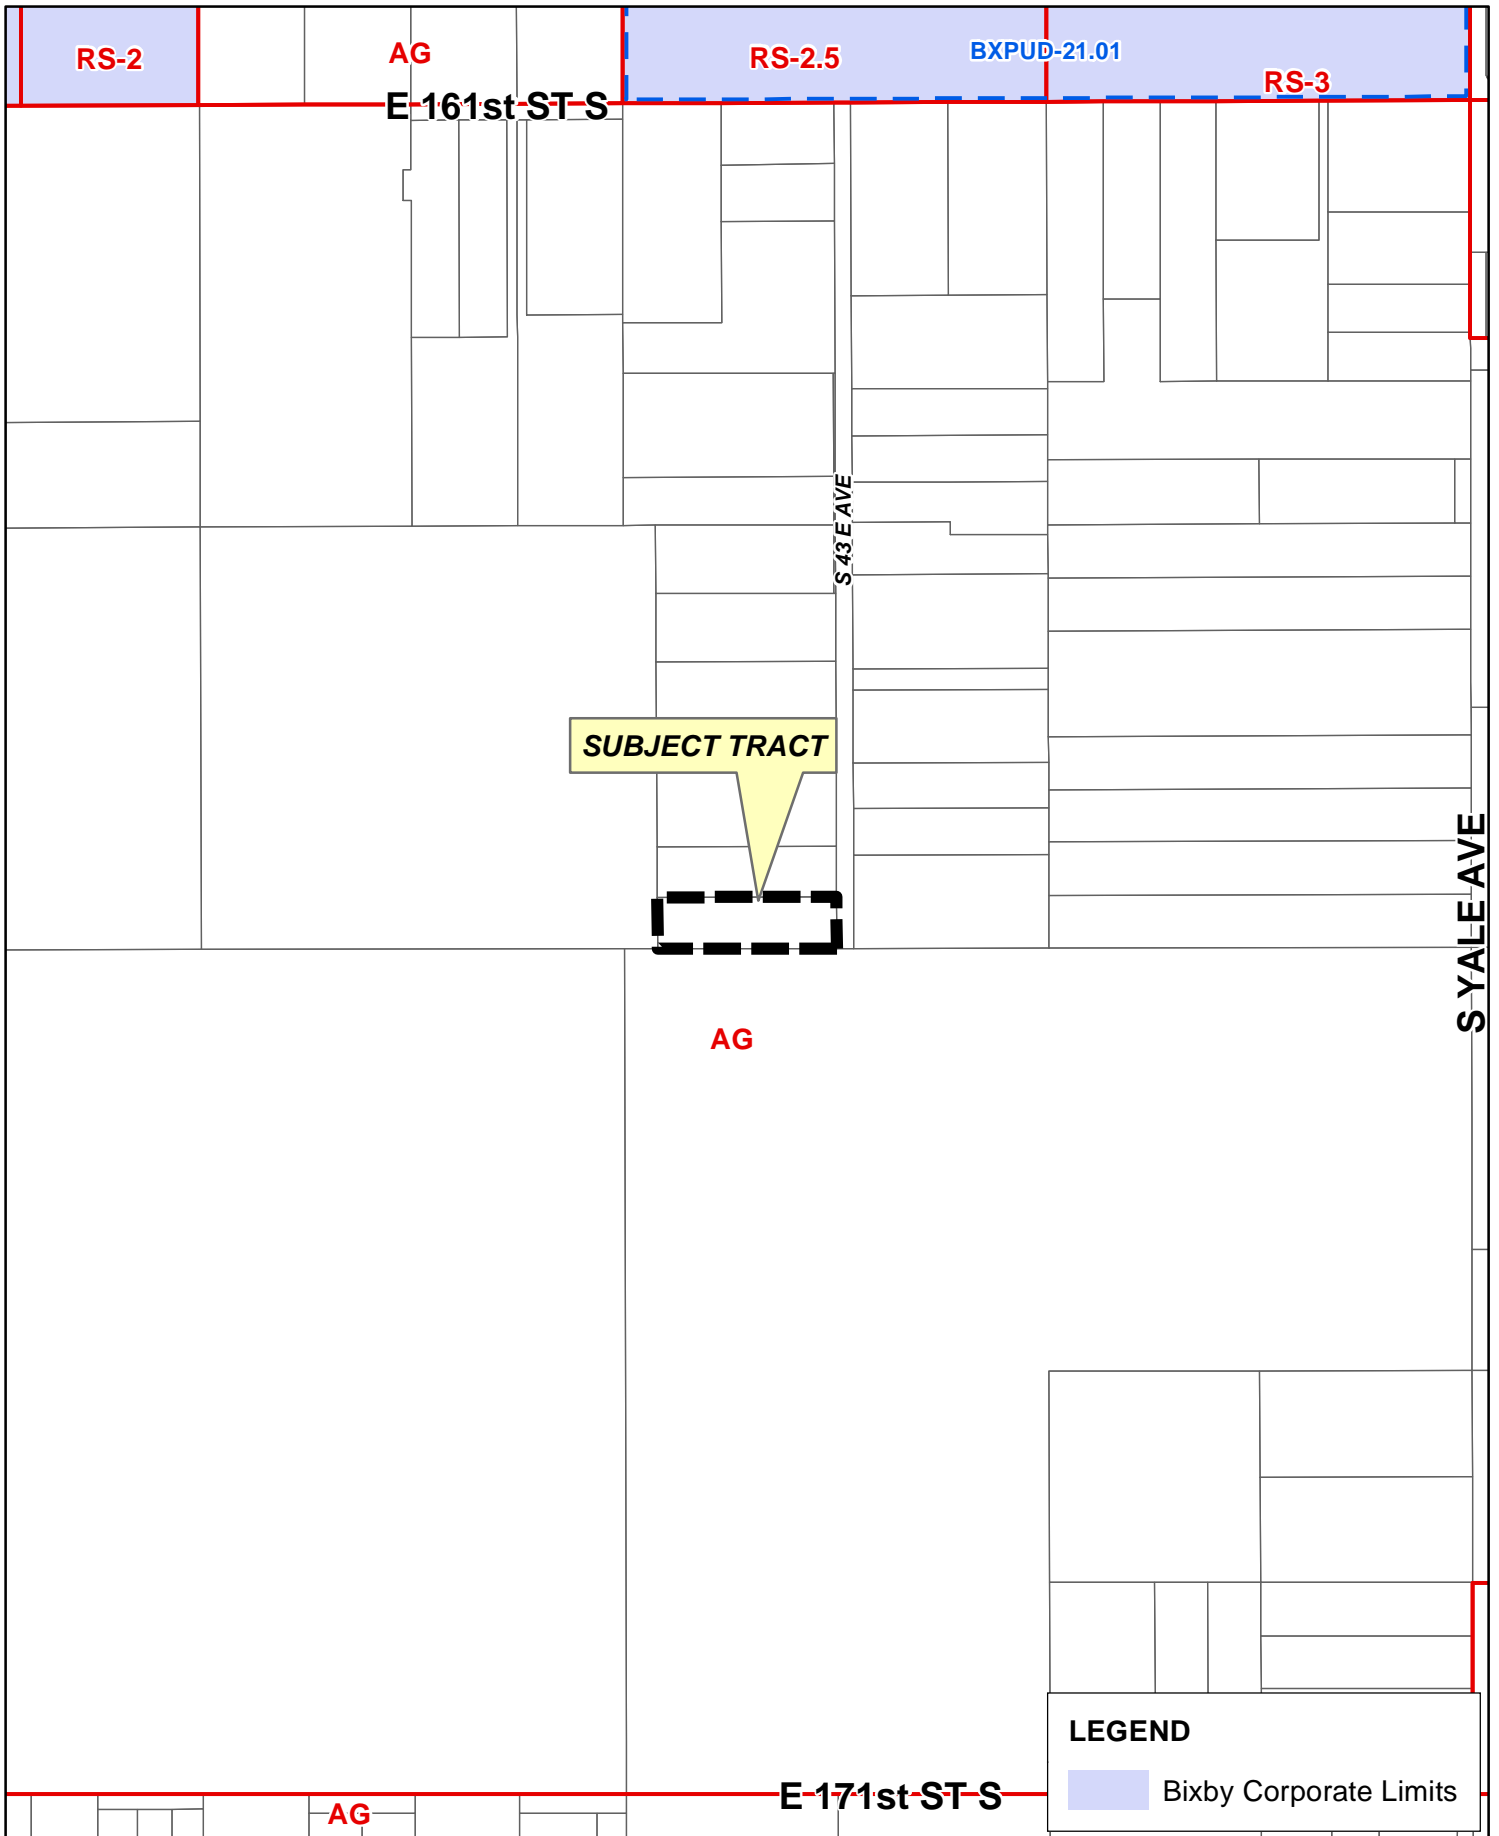 RS-2
AG
RS-2.5
BXPUD-21.01
RS-3
E 161st ST S
S 43 E AVE
SUBJECT TRACT
S YALE AVE
AG
LEGEND
Bixby Corporate Limits
E 171st ST S
AG